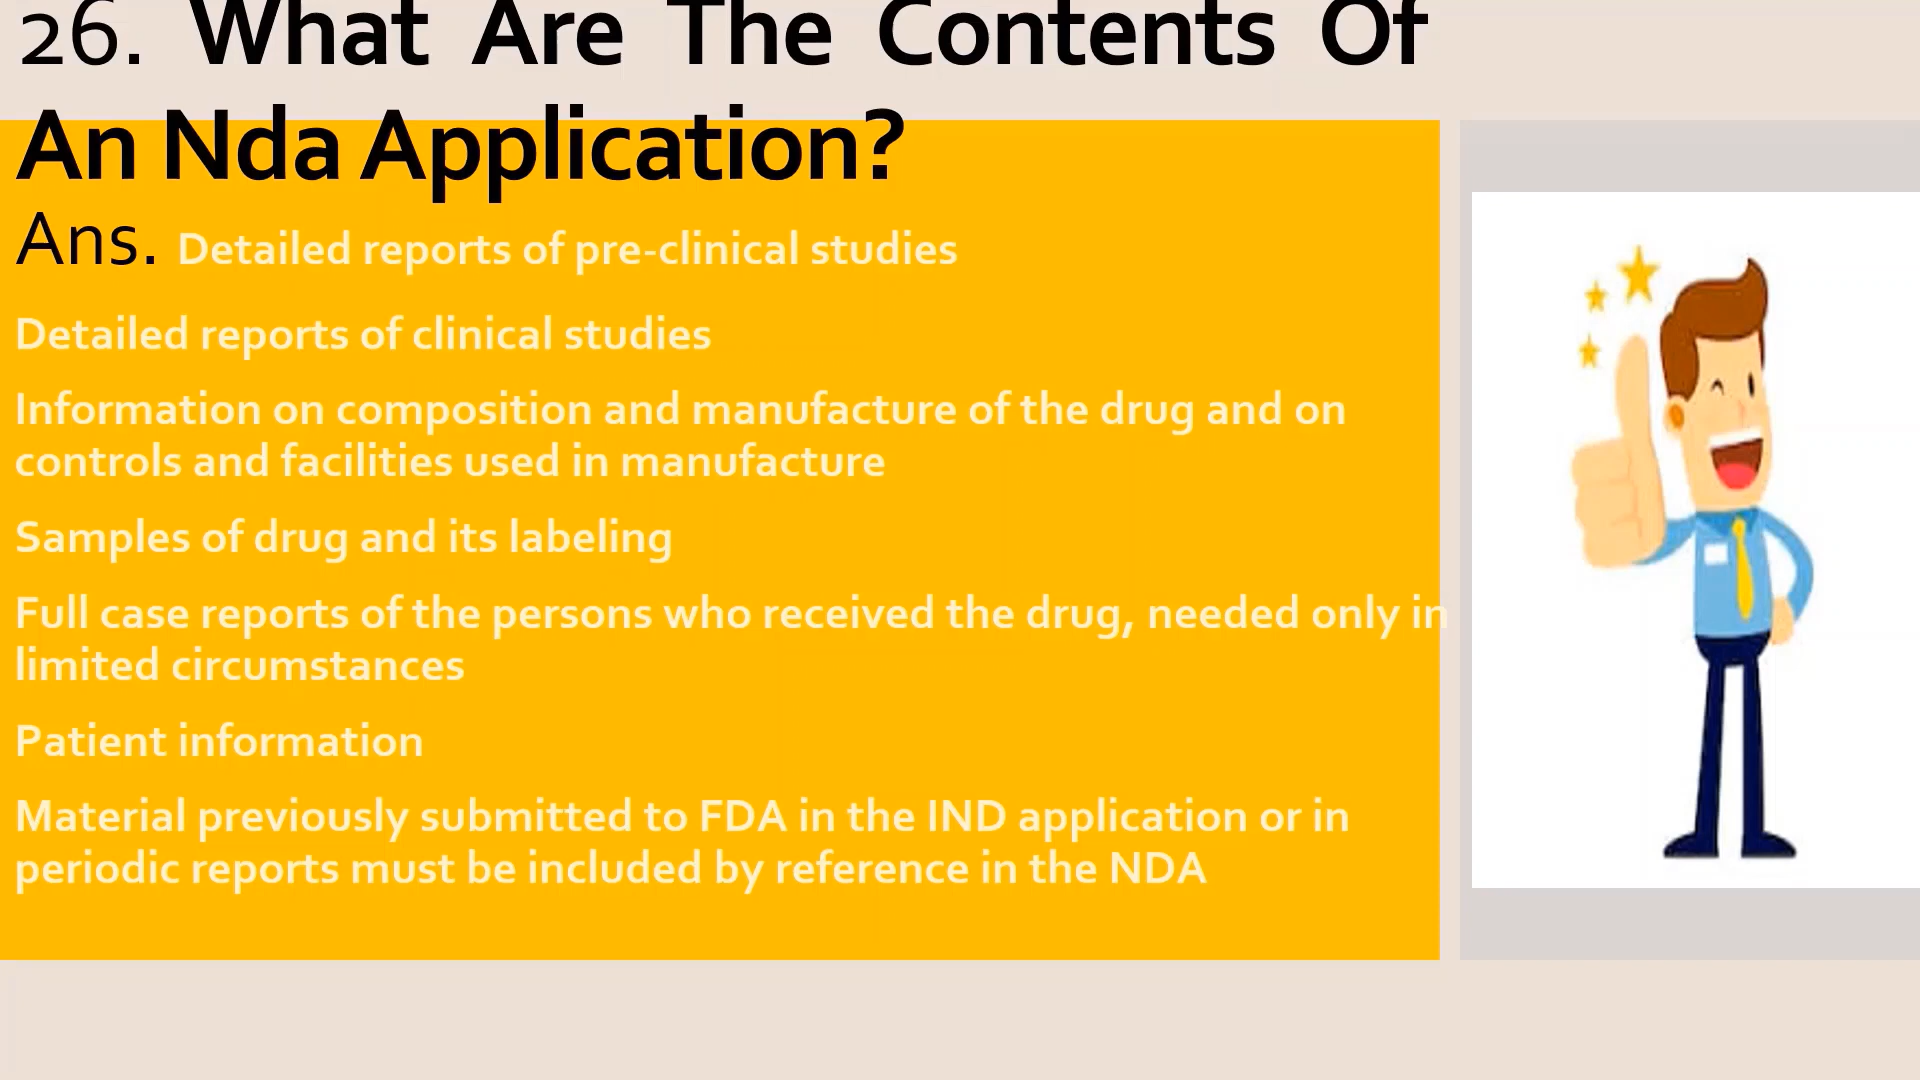 26. What Are The Contents Of
An Nda Application?
Ans. Detailed reports of pre-clinical studies
Detailed reports of clinical studies
Information on composition and manufacture of the drug and on
controls and facilities used in manufacture
Samples of drug and its labeling
Full case reports of the persons who received the drug, needed only in
limited circumstances
Patient information
Material previously submitted to FDA in the IND application or in
periodic reports must be included by reference in the NDA